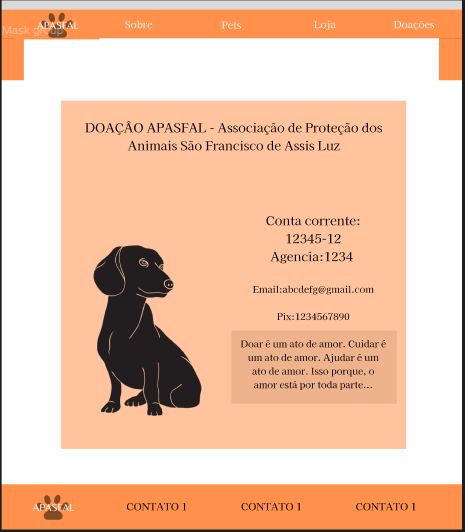 APASFAL Sobre Pets Loja Doações
Mask group
DOAÇÂO APASFAL - Associação de Proteção dos
Animais São Francisco de Assis Luz
Conta corrente:
12345-12
Agencia:1234
Email:abcdefg@gmail.com
Pix:1234567890
Doar é um ato de amor. Cuidar é
um ato de amor. Ajudar é um
ato de amor. Isso porque, o
amor está por toda parte...
APASFAL CONTATO 1 CONTATO 1 CONTATO 1